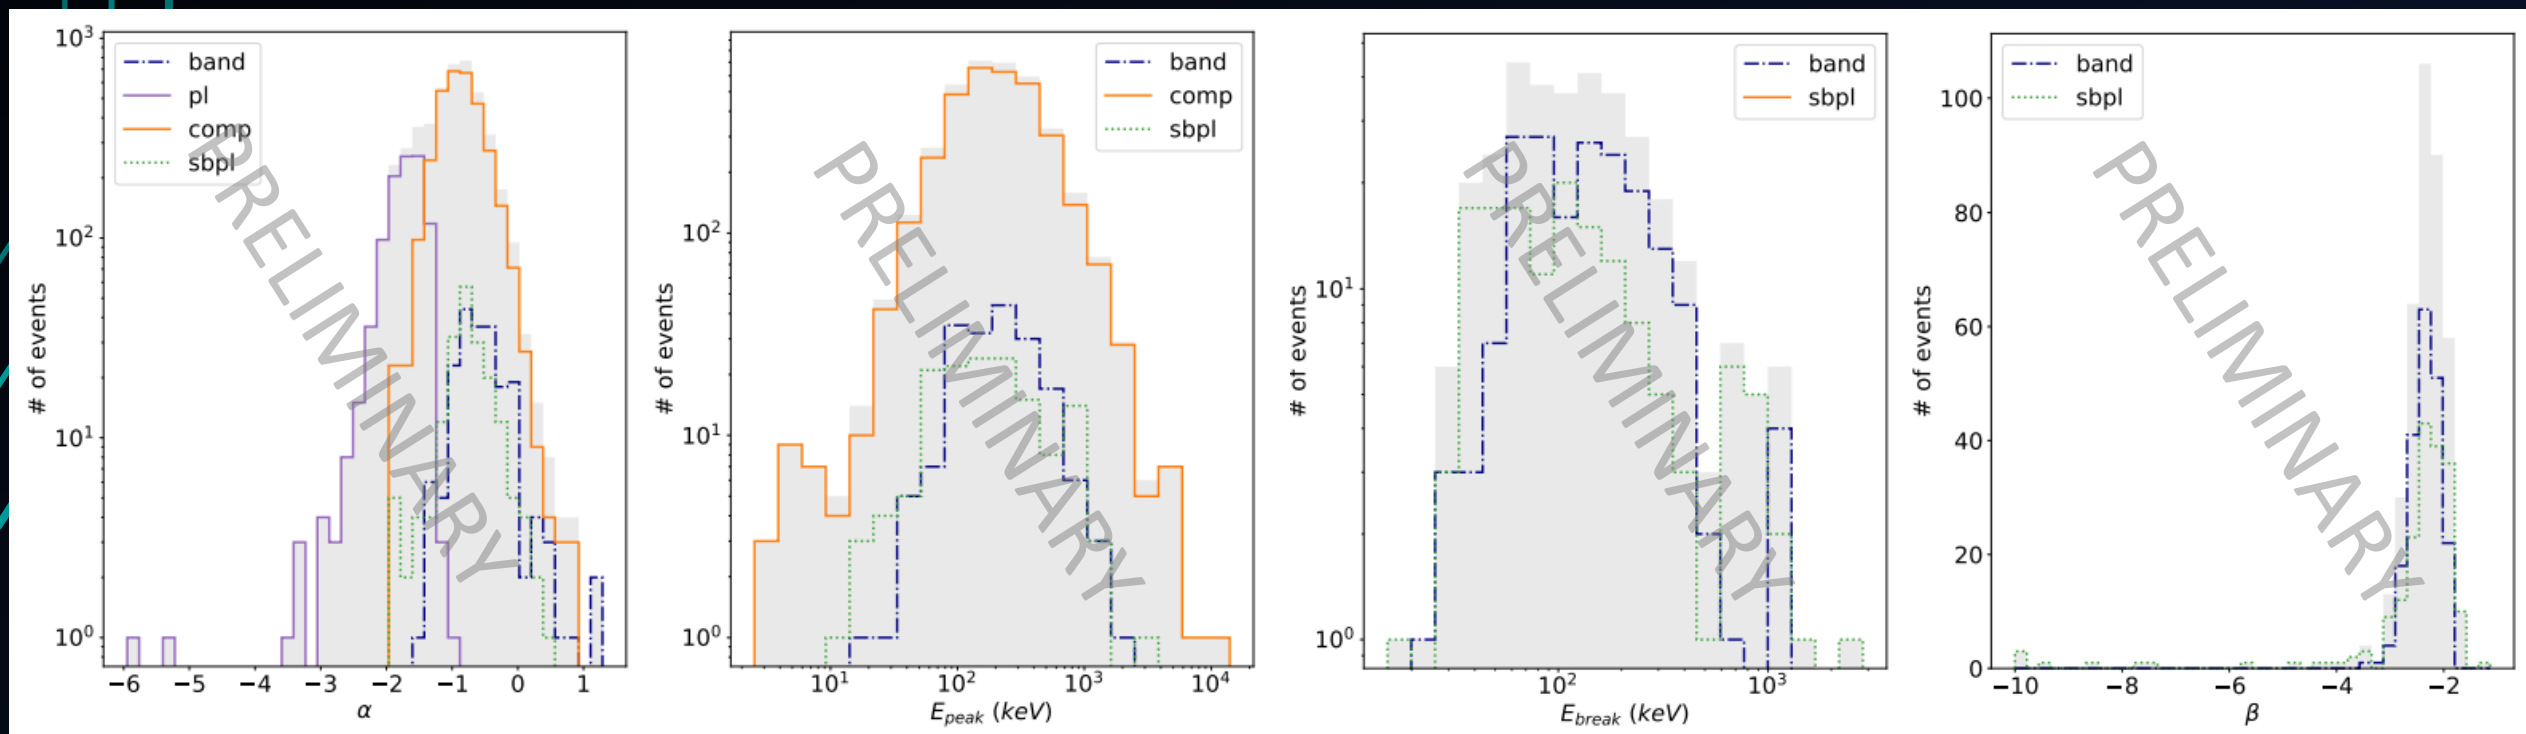 10³
10²
10¹
10⁰
# of events
band
pl
comp
sbpl
PRELIMINARY
−6 −5 −4 −3 −2 −1 0 1
α
10²
10¹
10⁰
# of events
band
comp
sbpl
PRELIMINARY
10¹ 10² 10³ 10⁴
E_peak (keV)
10¹
10⁰
# of events
band
sbpl
PRELIMINARY
10² 10³
E_break (keV)
100
80
60
40
20
0
# of events
band
sbpl
PRELIMINARY
−10 −8 −6 −4 −2
β